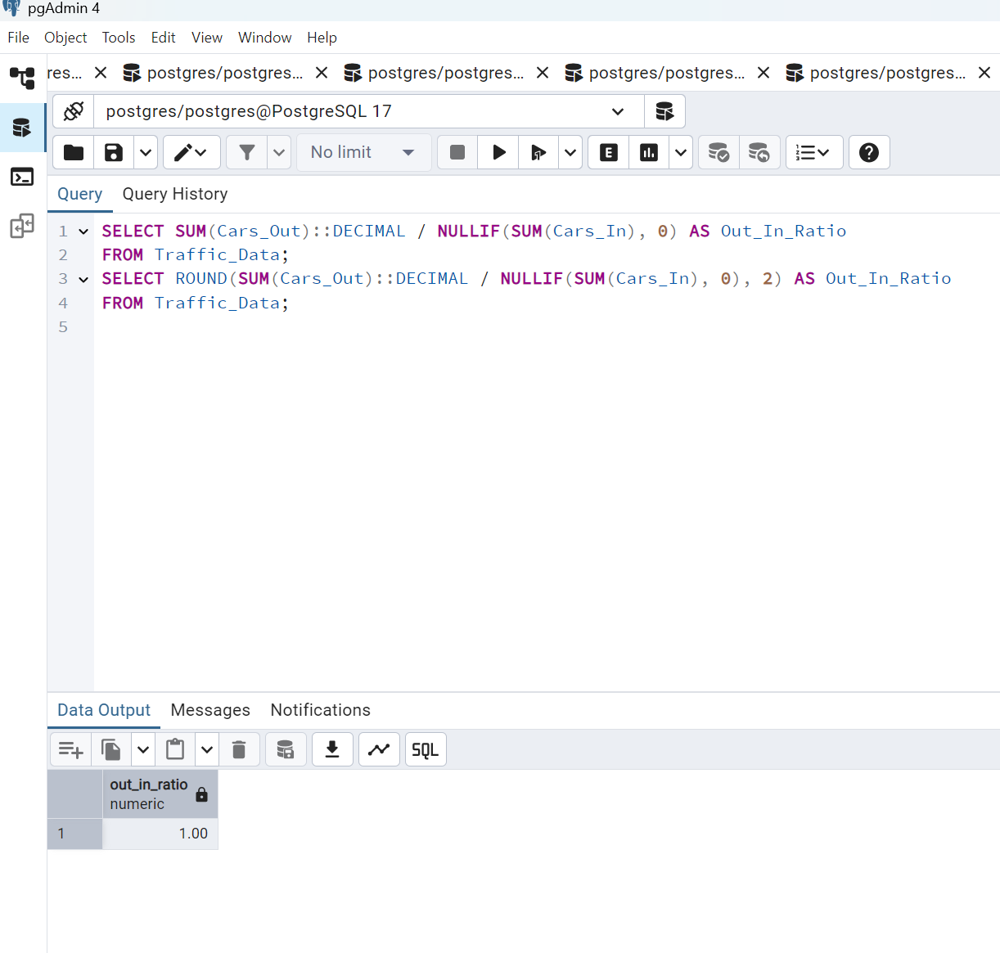 pgAdmin 4
File Object Tools Edit View Window Help
res... postgres/postgres... postgres/postgres... postgres/postgres... postgres/postgres...
postgres/postgres@PostgreSQL 17
No limit E
Query Query History
1 SELECT SUM(Cars_Out)::DECIMAL / NULLIF(SUM(Cars_In), 0) AS Out_In_Ratio
2 FROM Traffic_Data;
3 SELECT ROUND(SUM(Cars_Out)::DECIMAL / NULLIF(SUM(Cars_In), 0), 2) AS Out_In_Ratio
4 FROM Traffic_Data;
5
Data Output Messages Notifications
SQL
out_in_ratio
numeric
1 1.00